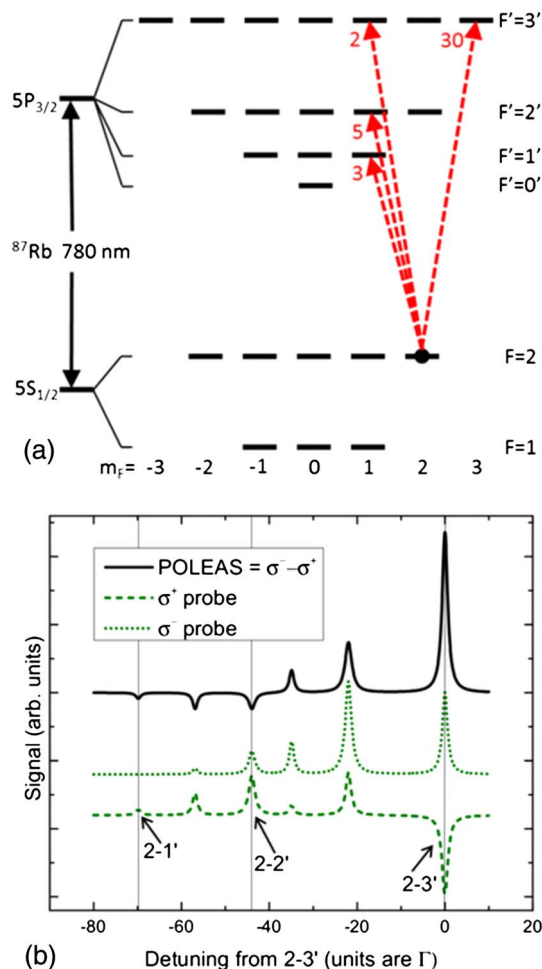 F'=3'
2
30
5P3/2
F'=2'
5
F'=1'
3
F'=0'
87Rb 780 nm
F=2
5S1/2
F=1
(a)
mF= -3 -2 -1 0 1 2 3
POLEAS = σ⁻–σ⁺
σ⁺ probe
σ⁻ probe
Signal (arb. units)
2-1'
2-2'
2-3'
-80 -60 -40 -20 0 20
(b)
Detuning from 2-3' (units are Γ)